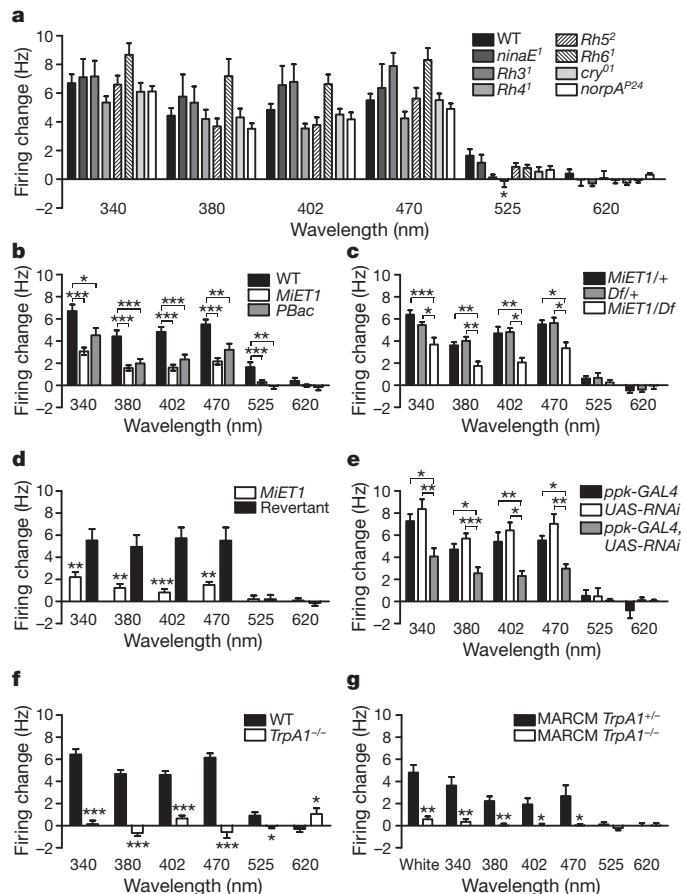 a
Firing change (Hz)
10
8
6
4
2
0
−2
WT
ninaE¹
Rh3¹
Rh4¹
Rh5²
Rh6¹
cry⁰¹
norpAᴾ²⁴
*
340 380 402 470 525 620
Wavelength (nm)
b
Firing change (Hz)
10
8
6
4
2
0
−2
WT
MiET1
PBac
* *** *** ** **
*** *** *** *** ***
340 380 402 470 525 620
Wavelength (nm)
c
Firing change (Hz)
10
8
6
4
2
0
−2
MiET1/+
Df/+
MiET1/Df
*** ** ** *
* ** * *
340 380 402 470 525 620
Wavelength (nm)
d
Firing change (Hz)
10
8
6
4
2
0
−2
MiET1
Revertant
** ** *** **
340 380 402 470 525 620
Wavelength (nm)
e
Firing change (Hz)
10
8
6
4
2
0
−2
ppk-GAL4
UAS-RNAi
ppk-GAL4,
UAS-RNAi
* * ** *
** *** * **
340 380 402 470 525 620
Wavelength (nm)
f
Firing change (Hz)
10
8
6
4
2
0
−2
WT
TrpA1⁻/⁻
*** *** *** *** * *
340 380 402 470 525 620
Wavelength (nm)
g
Firing change (Hz)
10
8
6
4
2
0
−2
MARCM TrpA1⁺/⁻
MARCM TrpA1⁻/⁻
** ** ** * *
White 340 380 402 470 525 620
Wavelength (nm)